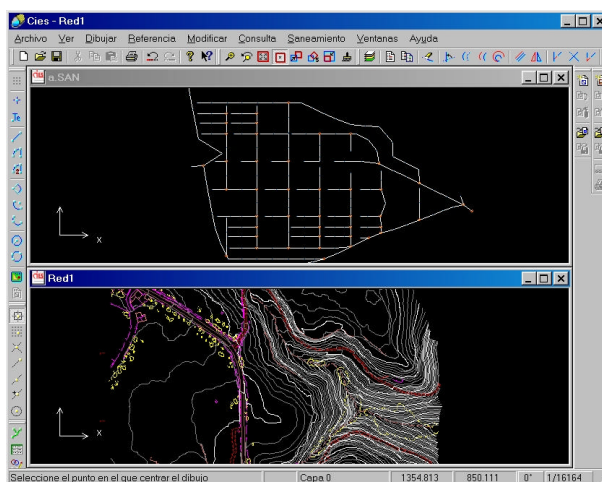 Cies - Red1
Archivo Ver Dibujar Referencia Modificar Consulta Saneamiento Ventanas Ayuda
a.SAN
Te
X
Red1
X
Seleccione el punto en el que centrar el dibujo Capa 0 1354.813 850.111 0° 1/16164